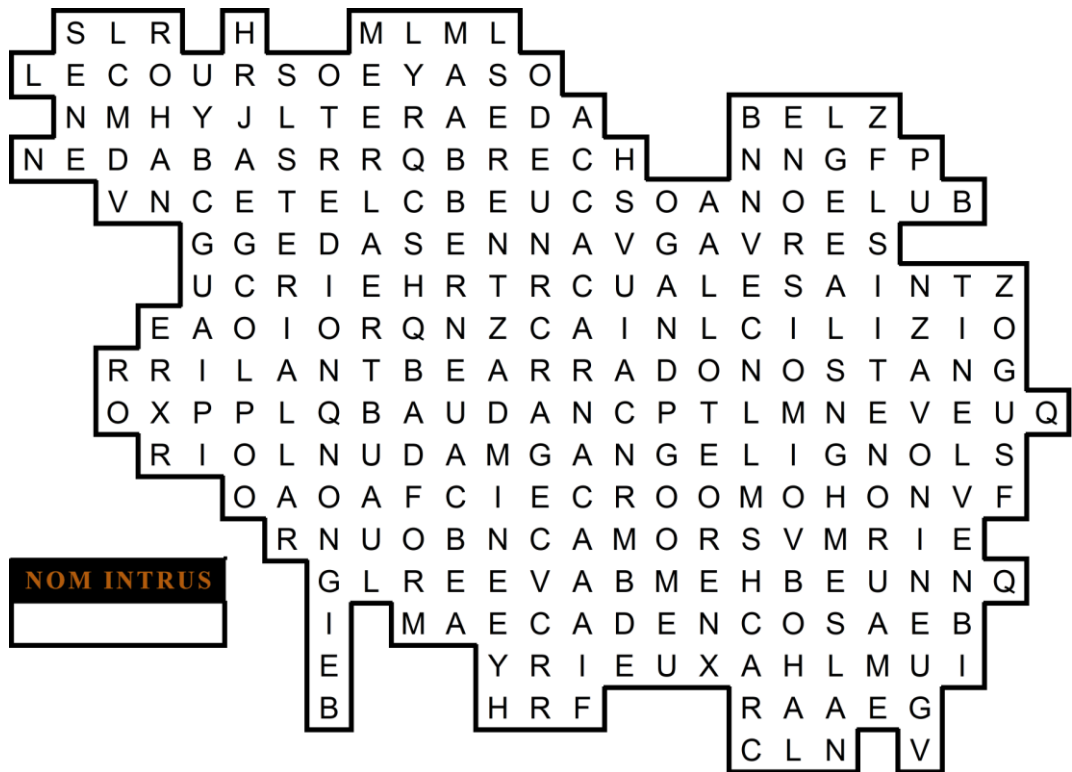 S L R H M L M L
L E C O U R S O E Y A S O
N M H Y J L T E R A E D A B E L Z
N E D A B A S R R Q B R E C H N N G F P
V N C E T E L C B E U C S O A N O E L U B
G G E D A S E N N A V G A V R E S
U C R I E H R T R C U A L E S A I N T Z
E A O I O R Q N Z C A I N L C I L I Z I O
R R I L A N T B E A R R A D O N O S T A N G
O X P P L Q B A U D A N C P T L M N E V E U Q
R I O L N U D A M G A N G E L I G N O L S
O A O A F C I E C R O O M O H O N V F
R N U O B N C A M O R S V M R I E
NOM INTRUS
G L R E E V A B M E H B E U N N Q
I M A E C A D E N C O S A E B
E Y R I E U X A H L M U I
B H R F R A A E G
C L N V